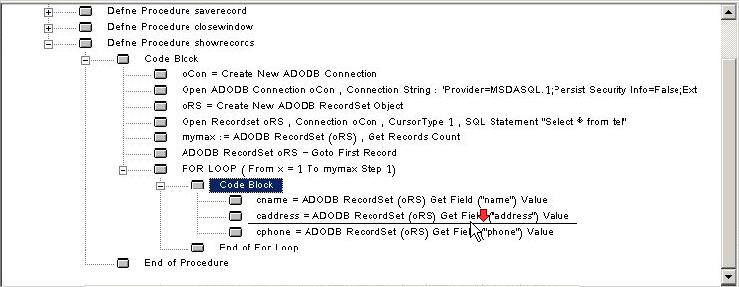 Define Procedure saverecord
Define Procedure closewindow
Define Procedure showrecorcs
Code Block
oCon = Create New ADODB Connection
Open ADODB Connection oCon , Connection String : 'Provider=MSDASQL.1;Persist Security Info=False;Ext
oRS = Create New ADODB RecordSet Object
Open Recordset oRS , Connection oCon , CursorType 1 , SQL Statement "Select * from tel"
mymax := ADODB RecordSet (oRS) , Get Records Count
ADODB RecordSet oRS - Goto First Record
FOR LOOP ( From x = 1 To mymax Step 1)
Code Block
cname = ADODB RecordSet (oRS) Get Field ("name") Value
caddress = ADODB RecordSet (oRS) Get Field ("address") Value
cphone = ADODB RecordSet (oRS) Get Field ("phone") Value
End of For Loop
End of Procedure